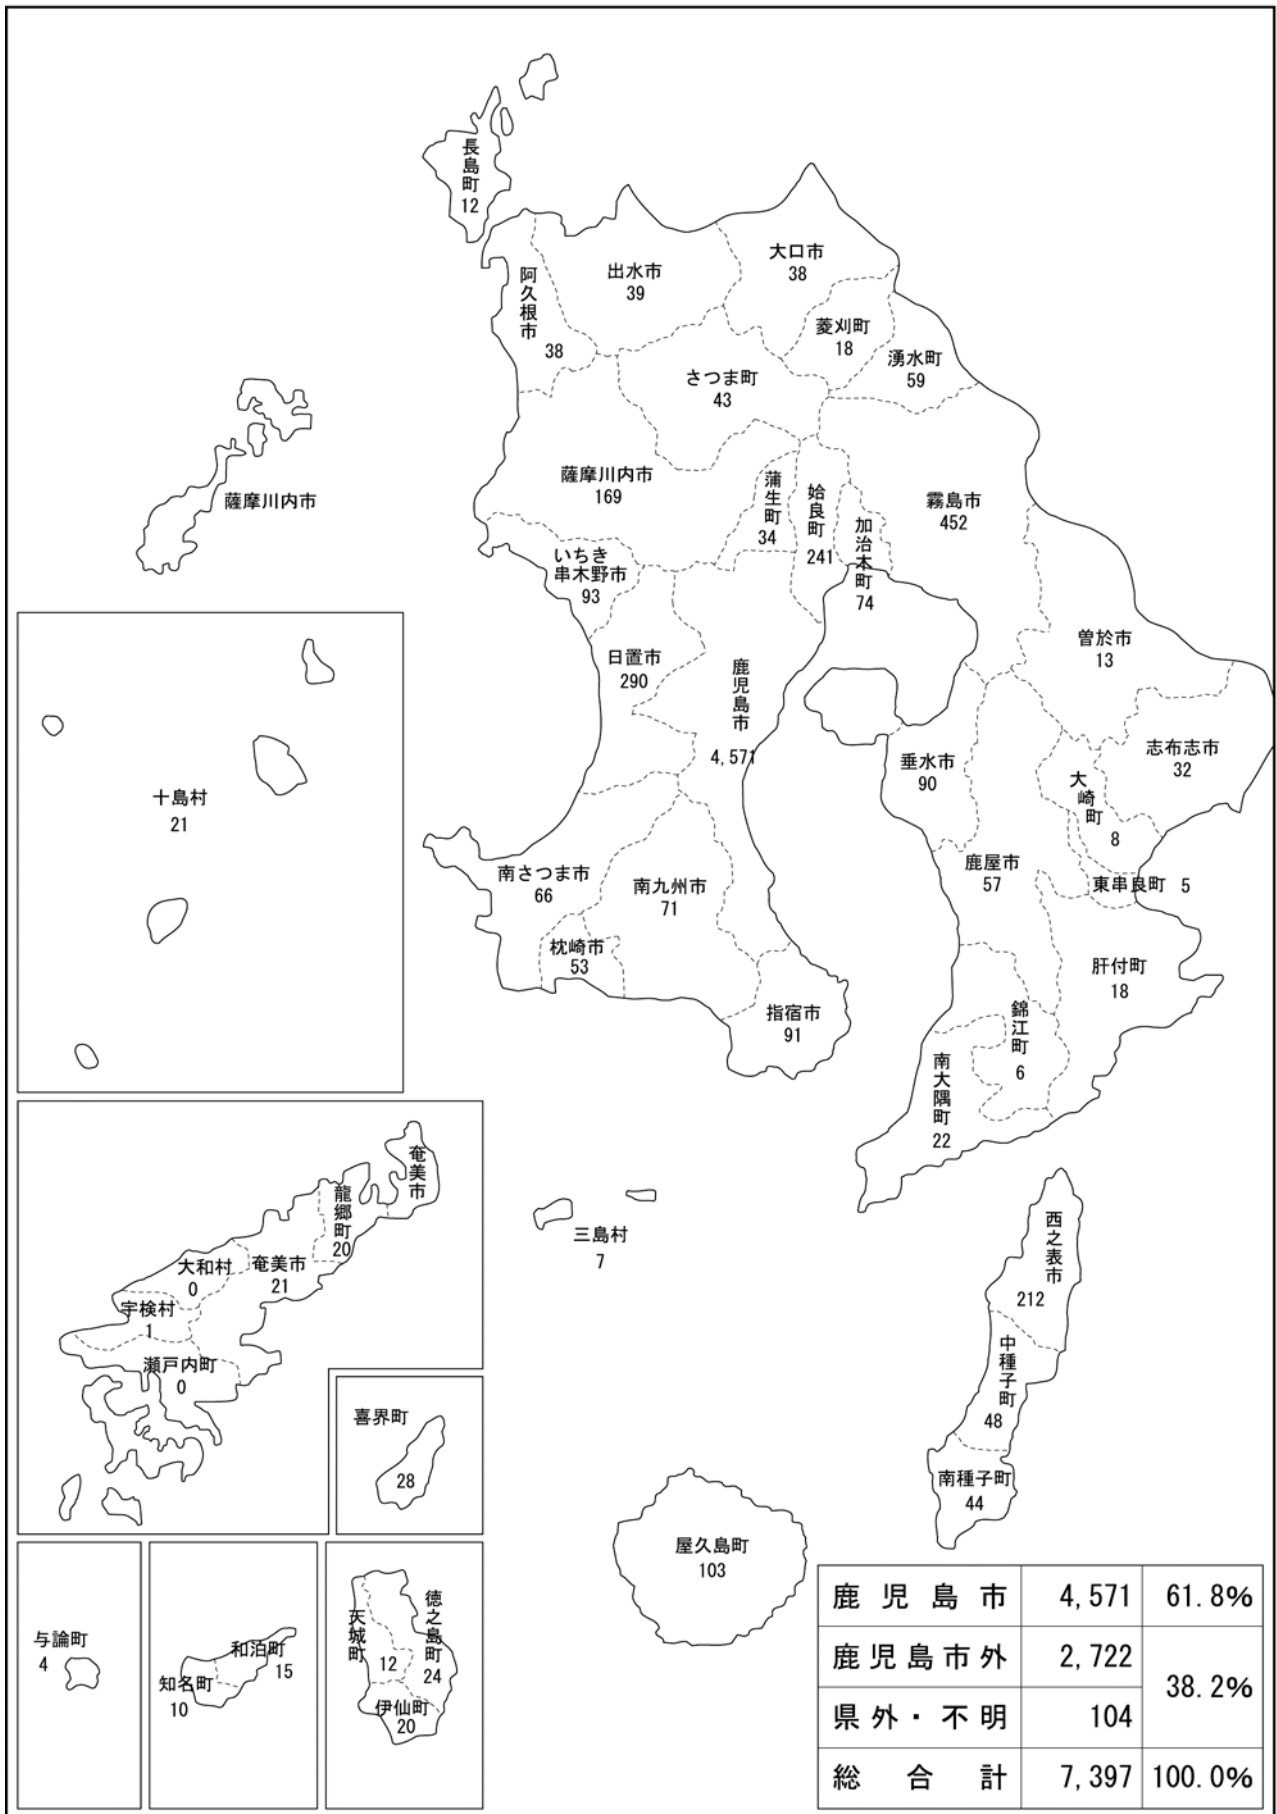 長島町
12
阿久根市
38
出水市
39
大口市
38
菱刈町
18
湧水町
59
さつま町
43
薩摩川内市
169
薩摩川内市
蒲生町
34
姶良町
241
加治木町
74
霧島市
452
いちき
串木野市
93
日置市
290
鹿児島市
4,571
曽於市
13
志布志市
32
大崎町
8
垂水市
90
鹿屋市
57
東串良町 5
肝付町
18
錦江町
6
南大隅町
22
南さつま市
66
南九州市
71
枕崎市
53
指宿市
91
十島村
21
奄美市
龍郷町
20
大和村
0
奄美市
21
宇検村
1
瀬戸内町
0
喜界町
28
三島村
7
西之表市
212
中種子町
48
南種子町
44
屋久島町
103
与論町
4
和泊町
15
知名町
10
天城町
12
徳之島町
24
伊仙町
20
鹿児島市 4,571 61.8%
鹿児島市外 2,722
38.2%
県外・不明 104
総合計 7,397 100.0%